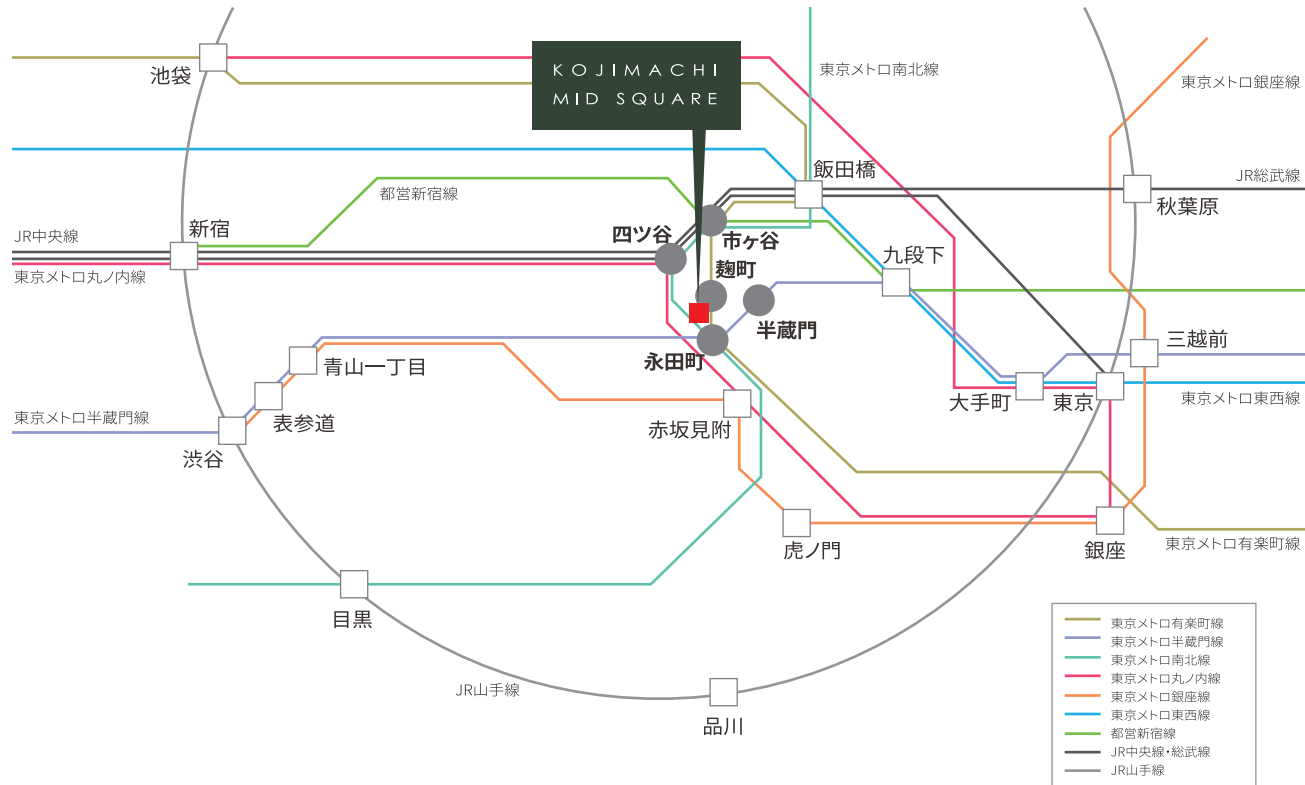 KOJIMACHI
MID SQUARE
東京メトロ南北線
東京メトロ銀座線
池袋
飯田橋
JR総武線
都営新宿線
秋葉原
新宿
四ツ谷
市ヶ谷
JR中央線
九段下
麹町
東京メトロ丸ノ内線
半蔵門
三越前
永田町
青山一丁目
東京メトロ東西線
大手町
東京
表参道
東京メトロ半蔵門線
赤坂見附
渋谷
虎ノ門
銀座
東京メトロ有楽町線
目黒
JR山手線
品川
東京メトロ有楽町線
東京メトロ半蔵門線
東京メトロ南北線
東京メトロ丸ノ内線
東京メトロ銀座線
東京メトロ東西線
都営新宿線
JR中央線・総武線
JR山手線